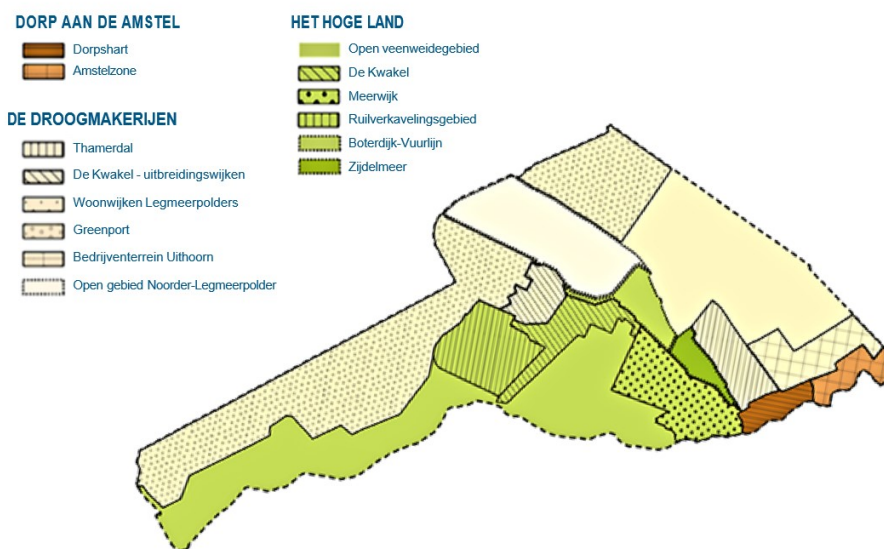 DORP AAN DE AMSTEL
Dorpshart
Amstelzone
DE DROOGMAKERIJEN
Thamerdal
De Kwakel - uitbreidingswijken
Woonwijken Legmeerpolders
Greenport
Bedrijventerrein Uithoorn
Open gebied Noorder-Legmeerpolder
HET HOGE LAND
Open veenweidegebied
De Kwakel
Meerwijk
Ruilverkavelingsgebied
Boterdijk-Vuurlijn
Zijdelmeer